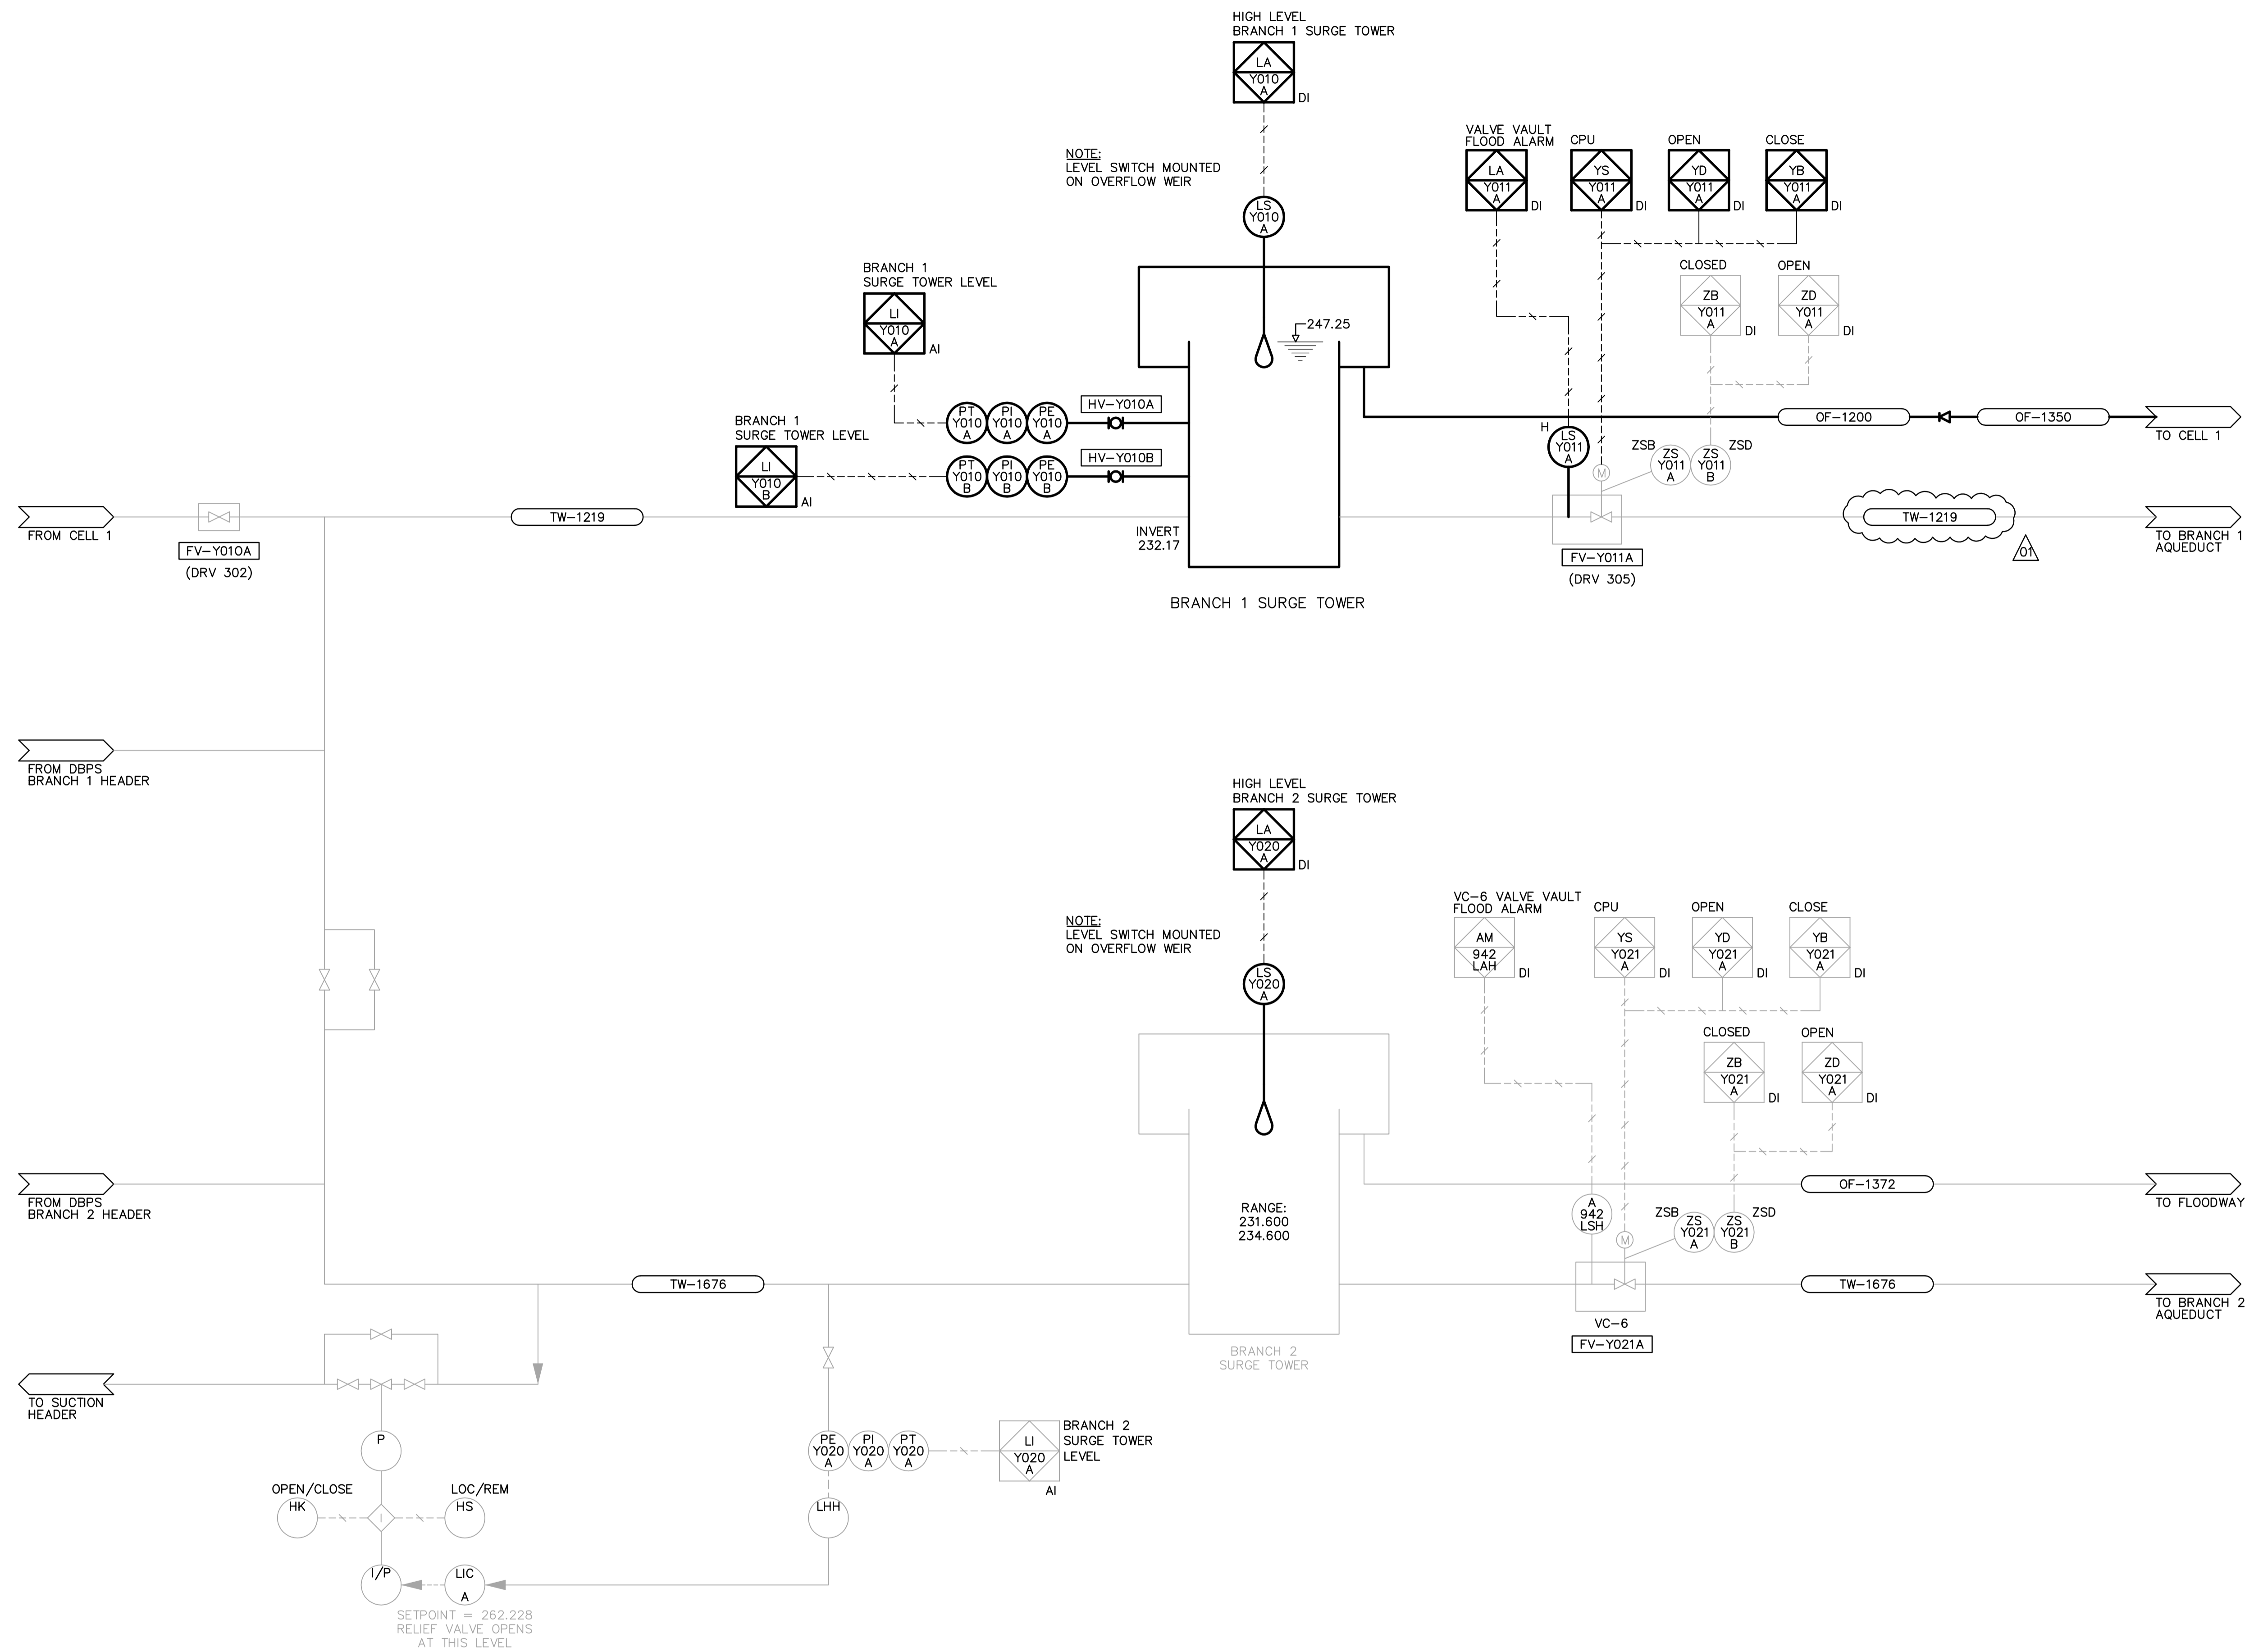 HIGH LEVEL
BRANCH 1 SURGE TOWER
LA
Y010
A
DI
NOTE:
LEVEL SWITCH MOUNTED
ON OVERFLOW WEIR
LS
Y010
A
VALVE VAULT
FLOOD ALARM
LA
Y011
A
DI
CPU
YS
Y011
A
DI
OPEN
YD
Y011
A
DI
CLOSE
YB
Y011
A
DI
CLOSED
ZB
Y011
A
DI
OPEN
ZD
Y011
A
DI
BRANCH 1
SURGE TOWER LEVEL
LI
Y010
A
AI
247.25
PT
Y010
A
PI
Y010
A
PE
Y010
A
HV-Y010A
BRANCH 1
SURGE TOWER LEVEL
LI
Y010
B
AI
PT
Y010
B
PI
Y010
B
PE
Y010
B
HV-Y010B
OF-1200
OF-1350
TO CELL 1
H
LS
Y011
A
M
ZSB
ZS
Y011
A
ZS
Y011
B
ZSD
FROM CELL 1
FV-Y010A
(DRV 302)
TW-1219
INVERT
232.17
FV-Y011A
(DRV 305)
TW-1219
01
TO BRANCH 1
AQUEDUCT
BRANCH 1 SURGE TOWER
FROM DBPS
BRANCH 1 HEADER
HIGH LEVEL
BRANCH 2 SURGE TOWER
LA
Y020
A
DI
NOTE:
LEVEL SWITCH MOUNTED
ON OVERFLOW WEIR
LS
Y020
A
VC-6 VALVE VAULT
FLOOD ALARM
AM
942
LAH
DI
CPU
YS
Y021
A
DI
OPEN
YD
Y021
A
DI
CLOSE
YB
Y021
A
DI
CLOSED
ZB
Y021
A
DI
OPEN
ZD
Y021
A
DI
FROM DBPS
BRANCH 2 HEADER
RANGE:
231.600
234.600
OF-1372
TO FLOODWAY
A
942
LSH
M
ZSB
ZS
Y021
A
ZS
Y021
B
ZSD
TW-1676
VC-6
FV-Y021A
TW-1676
TO BRANCH 2
AQUEDUCT
BRANCH 2
SURGE TOWER
TO SUCTION
HEADER
P
OPEN/CLOSE
HK
I
LOC/REM
HS
I/P
LIC
A
SETPOINT = 262.228
RELIEF VALVE OPENS
AT THIS LEVEL
PE
Y020
A
PI
Y020
A
PT
Y020
A
LI
Y020
A
AI
BRANCH 2
SURGE TOWER
LEVEL
LHH